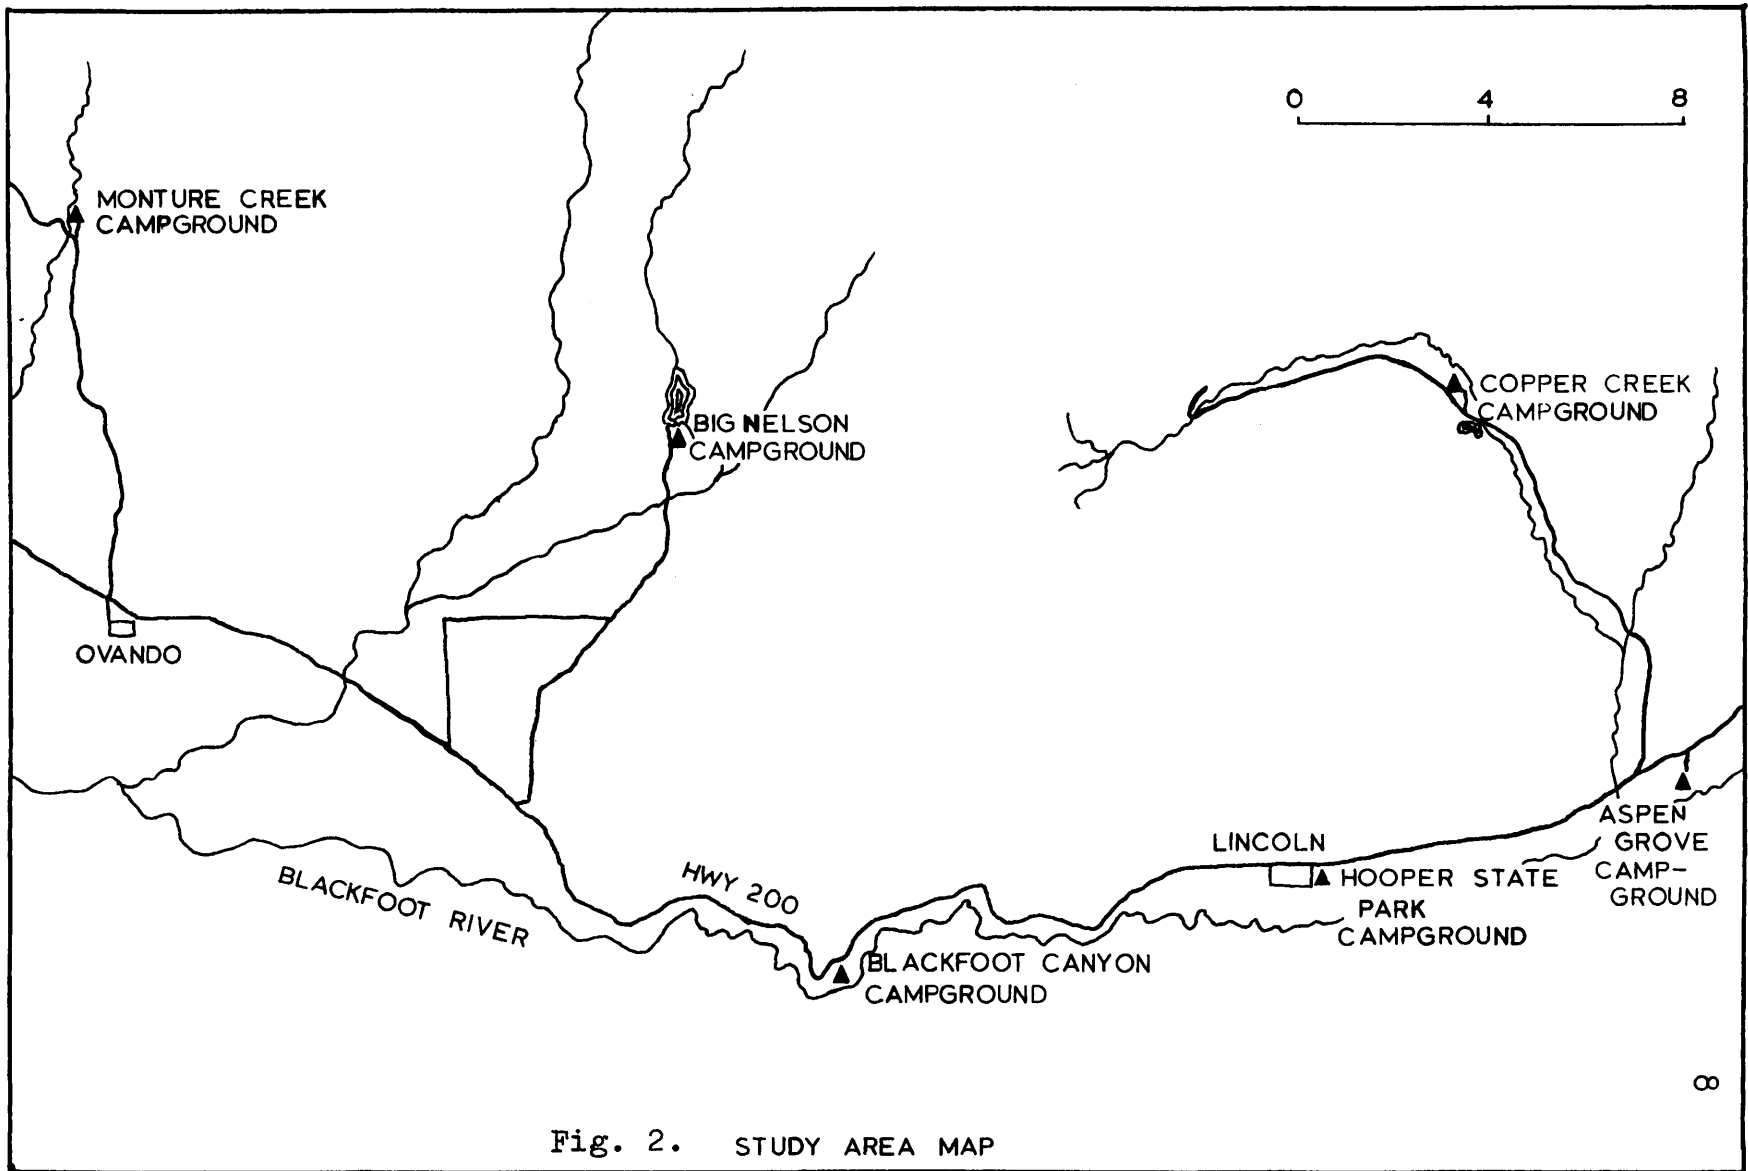 0 4 8
MONTURE CREEK
CAMPGROUND
COPPER CREEK
CAMPGROUND
BIG NELSON
CAMPGROUND
OVANDO
ASPEN
GROVE
CAMP-
GROUND
LINCOLN
HOOPER STATE
PARK
CAMPGROUND
HWY 200
BLACKFOOT RIVER
BLACKFOOT CANYON
CAMPGROUND
8
Fig. 2. STUDY AREA MAP